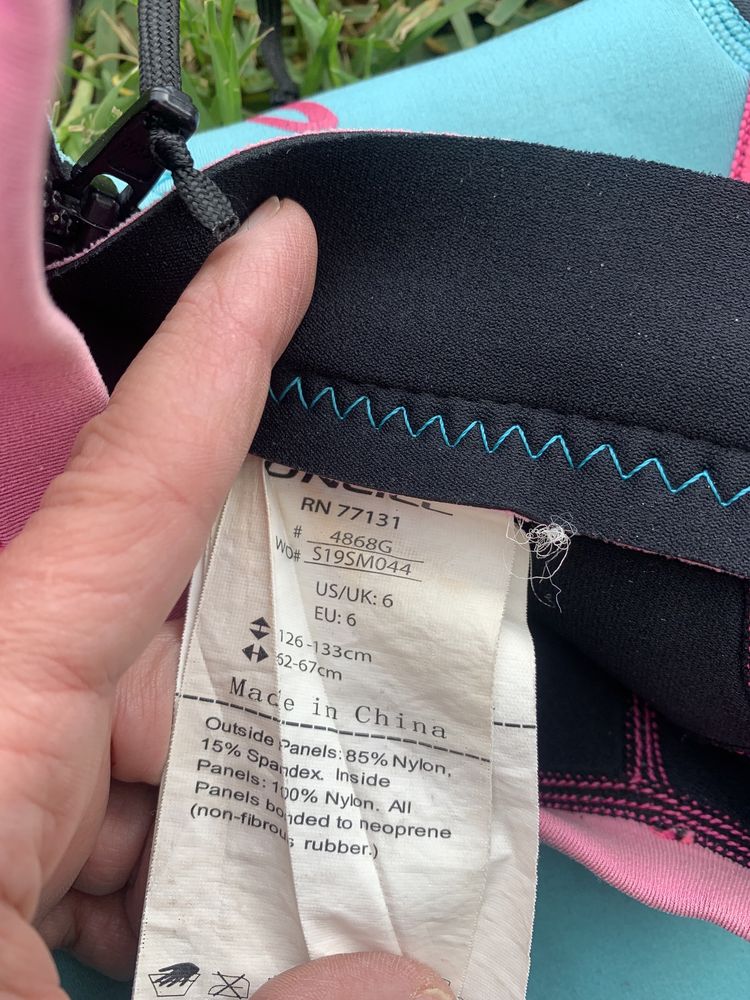 O'NEILL
RN 77131
# 4868G
WO# S19SM044
US/UK: 6
EU: 6
126-133cm
62-67cm
Made in China
Outside Panels: 85% Nylon,
15% Spandex. Inside
Panels: 100% Nylon. All
Panels bonded to neoprene
(non-fibrous rubber.)